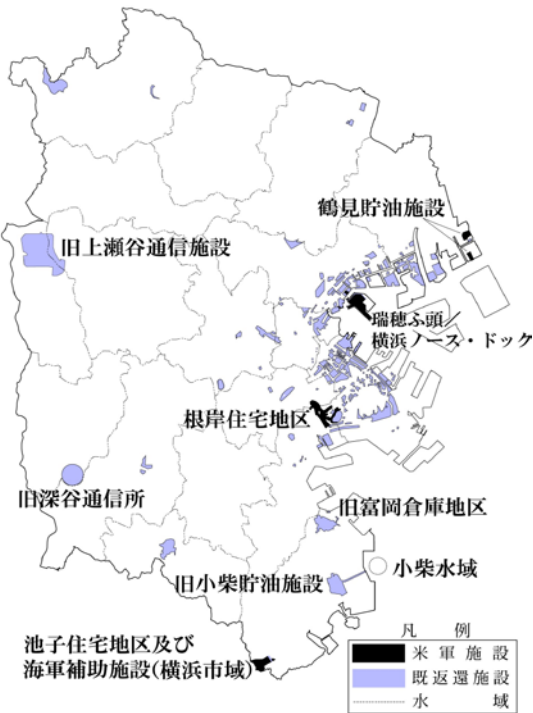 鶴見貯油施設
旧上瀬谷通信施設
瑞穂ふ頭／
横浜ノース・ドック
根岸住宅地区
旧深谷通信所
旧富岡倉庫地区
小柴水域
旧小柴貯油施設
池子住宅地区及び
海軍補助施設(横浜市域)
凡例
米軍施設
既返還施設
水域